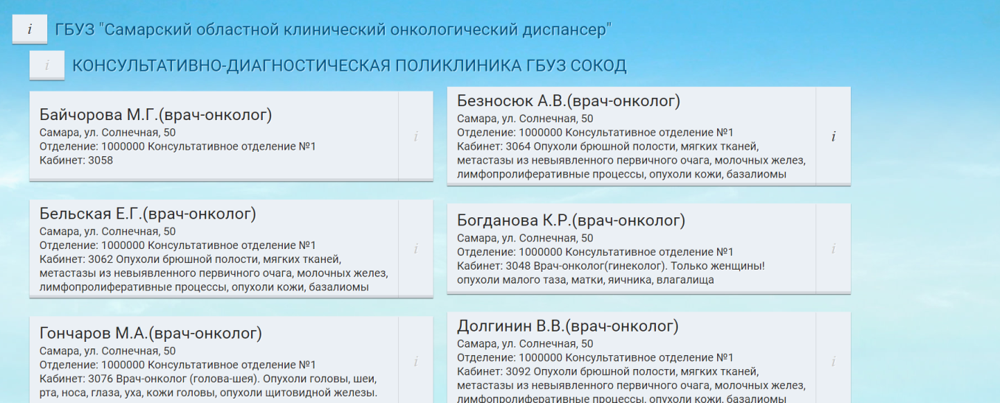 i ГБУЗ "Самарский областной клинический онкологический диспансер"
i КОНСУЛЬТАТИВНО-ДИАГНОСТИЧЕСКАЯ ПОЛИКЛИНИКА ГБУЗ СОКОД
Байчорова М.Г.(врач-онколог)
Самара, ул. Солнечная, 50
Отделение: 1000000 Консультативное отделение №1
Кабинет: 3058
i
Безносюк А.В.(врач-онколог)
Самара, ул. Солнечная, 50
Отделение: 1000000 Консультативное отделение №1
Кабинет: 3064 Опухоли брюшной полости, мягких тканей,
метастазы из невыявленного первичного очага, молочных желез,
лимфопролиферативные процессы, опухоли кожи, базалиомы
i
Бельская Е.Г.(врач-онколог)
Самара, ул. Солнечная, 50
Отделение: 1000000 Консультативное отделение №1
Кабинет: 3062 Опухоли брюшной полости, мягких тканей,
метастазы из невыявленного первичного очага, молочных желез,
лимфопролиферативные процессы, опухоли кожи, базалиомы
i
Богданова К.Р.(врач-онколог)
Самара, ул. Солнечная, 50
Отделение: 1000000 Консультативное отделение №1
Кабинет: 3048 Врач-онколог(гинеколог). Только женщины!
опухоли малого таза, матки, яичника, влагалища
i
Гончаров М.А.(врач-онколог)
Самара, ул. Солнечная, 50
Отделение: 1000000 Консультативное отделение №1
Кабинет: 3076 Врач-онколог (голова-шея). Опухоли головы, шеи,
рта, носа, глаза, уха, кожи головы, опухоли щитовидной железы.
i
Долгинин В.В.(врач-онколог)
Самара, ул. Солнечная, 50
Отделение: 1000000 Консультативное отделение №1
Кабинет: 3092 Опухоли брюшной полости, мягких тканей,
метастазы из невыявленного первичного очага, молочных желез,
лимфопролиферативные процессы, опухоли кожи, базалиомы
i